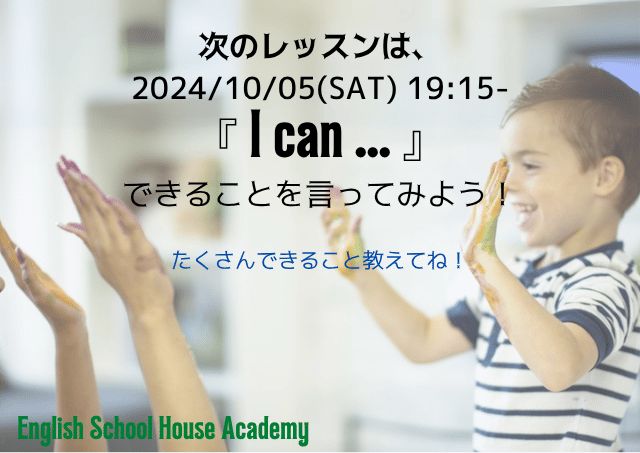 次のレッスンは、
2024/10/05(SAT) 19:15-
『 I can ... 』
できることを言ってみよう！
たくさんできること教えてね！
English School House Academy